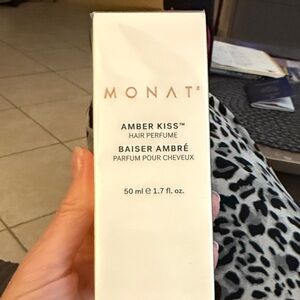 MONAT
AMBER KISS™
HAIR PERFUME
BAISER AMBRÉ
PARFUM POUR CHEVEUX
50 ml ℮ 1.7 fl. oz.